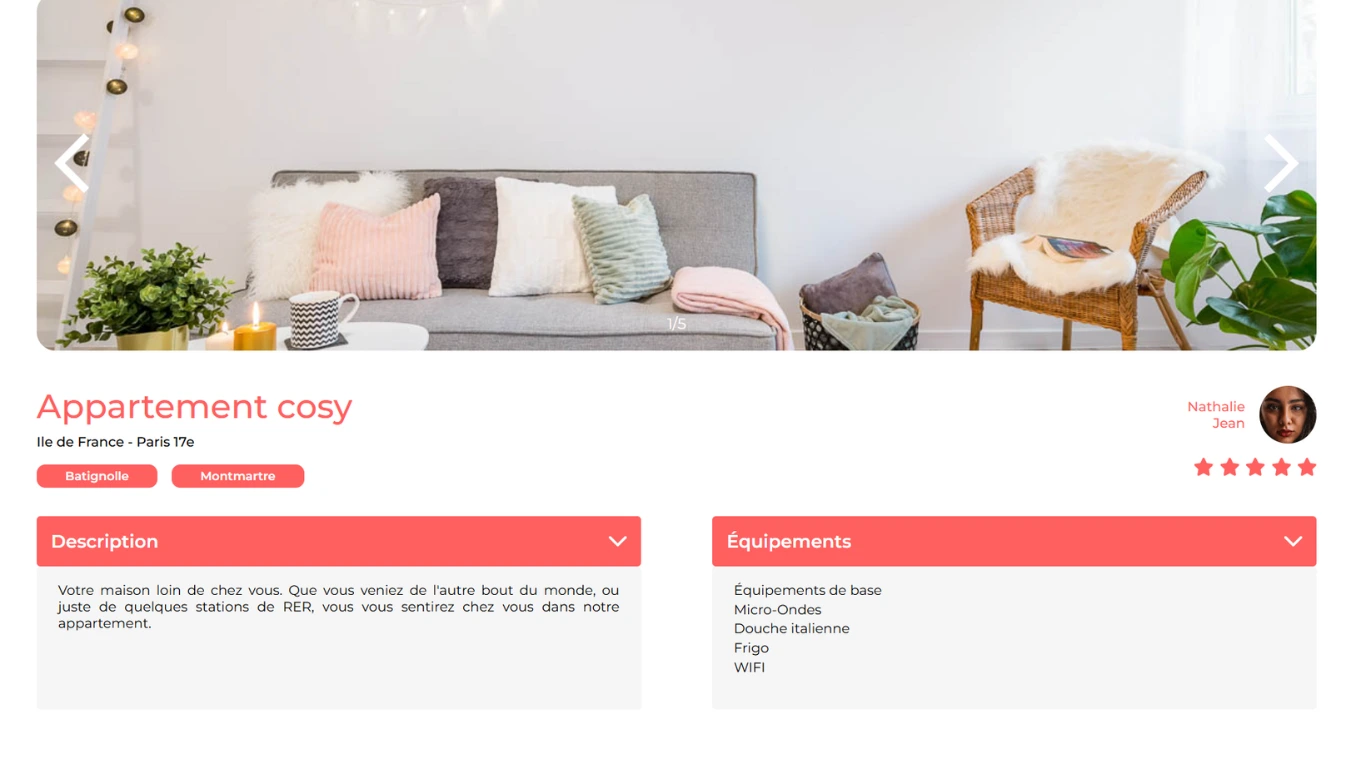 1/5
Appartement cosy
Ile de France - Paris 17e
Batignolle
Montmartre
Nathalie
Jean
Description
Votre maison loin de chez vous. Que vous veniez de l'autre bout du monde, ou
juste de quelques stations de RER, vous vous sentirez chez vous dans notre
appartement.
Équipements
Équipements de base
Micro-Ondes
Douche italienne
Frigo
WIFI